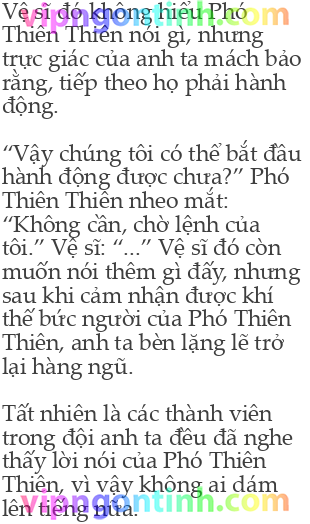 Vệ sĩ đó không hiểu Phó
vipngontinh.com
Thiên Thiên nói gì, nhưng
trực giác của anh ta mách bảo
rằng, tiếp theo họ phải hành
động.
“Vậy chúng tôi có thể bắt đầu
hành động được chưa?” Phó
Thiên Thiên nheo mắt:
“Không cần, chờ lệnh của
tôi.” Vệ sĩ: “...” Vệ sĩ đó còn
muốn nói thêm gì đấy, nhưng
sau khi cảm nhận được khí
thế bức người của Phó Thiên
Thiên, anh ta bèn lặng lẽ trở
lại hàng ngũ.
Tất nhiên là các thành viên
trong đội anh ta đều đã nghe
thấy lời nói của Phó Thiên
Thiên, vì vậy không ai dám
lên tiếng nữa.
vipngontinh.com